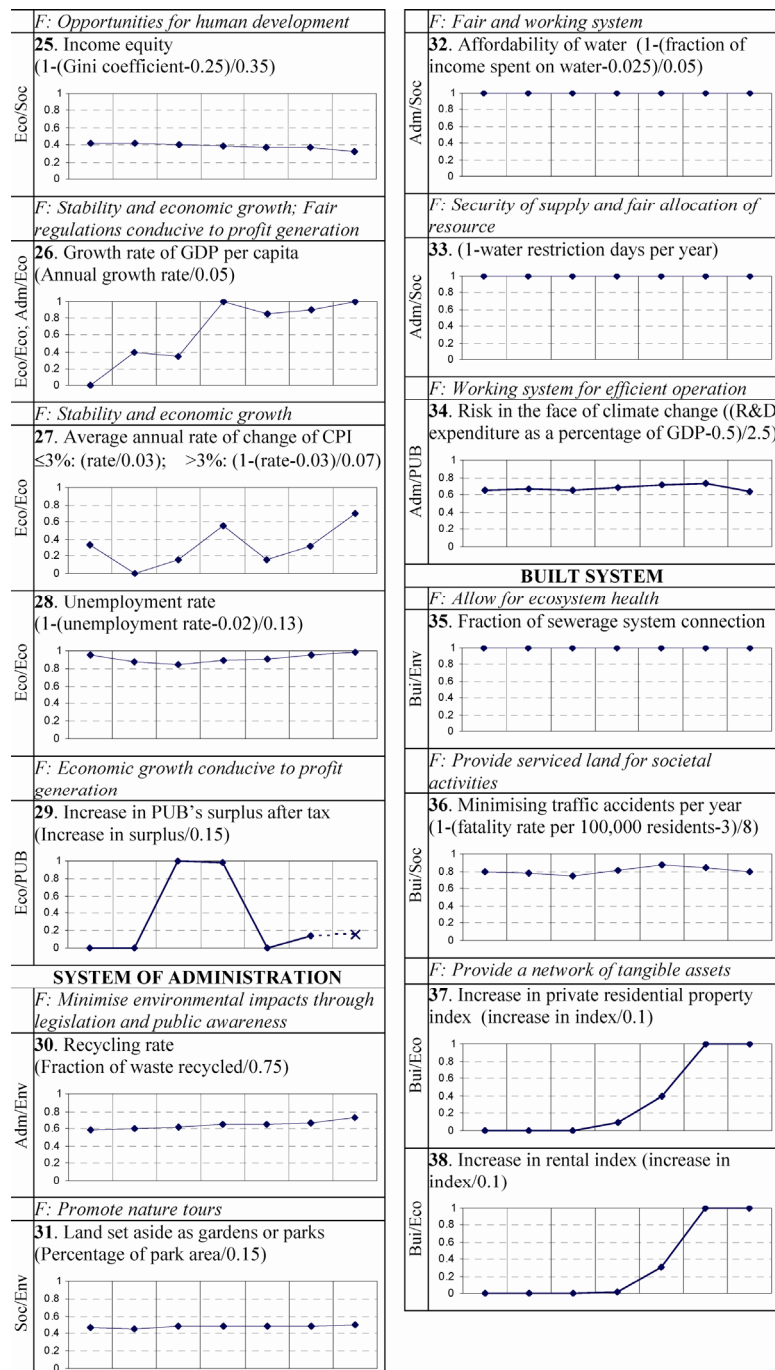 F: Opportunities for human development
25. Income equity
(1-(Gini coefficient-0.25)/0.35)
Eco/Soc
1
0.8
0.6
0.4
0.2
0
F: Stability and economic growth; Fair
regulations conducive to profit generation
26. Growth rate of GDP per capita
(Annual growth rate/0.05)
Eco/Eco; Adm/Eco
1
0.8
0.6
0.4
0.2
0
F: Stability and economic growth
27. Average annual rate of change of CPI
≤3%: (rate/0.03); >3%: (1-(rate-0.03)/0.07)
Eco/Eco
1
0.8
0.6
0.4
0.2
0
28. Unemployment rate
(1-(unemployment rate-0.02)/0.13)
Eco/Eco
1
0.8
0.6
0.4
0.2
0
F: Economic growth conducive to profit
generation
29. Increase in PUB's surplus after tax
(Increase in surplus/0.15)
Eco/PUB
1
0.8
0.6
0.4
0.2
0
SYSTEM OF ADMINISTRATION
F: Minimise environmental impacts through
legislation and public awareness
30. Recycling rate
(Fraction of waste recycled/0.75)
Adm/Env
1
0.8
0.6
0.4
0.2
0
F: Promote nature tours
31. Land set aside as gardens or parks
(Percentage of park area/0.15)
Soc/Env
1
0.8
0.6
0.4
0.2
0
F: Fair and working system
32. Affordability of water (1-(fraction of
income spent on water-0.025)/0.05)
Adm/Soc
1
0.8
0.6
0.4
0.2
0
F: Security of supply and fair allocation of
resource
33. (1-water restriction days per year)
Adm/Soc
1
0.8
0.6
0.4
0.2
0
F: Working system for efficient operation
34. Risk in the face of climate change ((R&D
expenditure as a percentage of GDP-0.5)/2.5)
Adm/PUB
1
0.8
0.6
0.4
0.2
0
BUILT SYSTEM
F: Allow for ecosystem health
35. Fraction of sewerage system connection
Bui/Env
1
0.8
0.6
0.4
0.2
0
F: Provide serviced land for societal
activities
36. Minimising traffic accidents per year
(1-(fatality rate per 100,000 residents-3)/8)
Bui/Soc
1
0.8
0.6
0.4
0.2
0
F: Provide a network of tangible assets
37. Increase in private residential property
index (increase in index/0.1)
Bui/Eco
1
0.8
0.6
0.4
0.2
0
38. Increase in rental index (increase in
index/0.1)
Bui/Eco
1
0.8
0.6
0.4
0.2
0